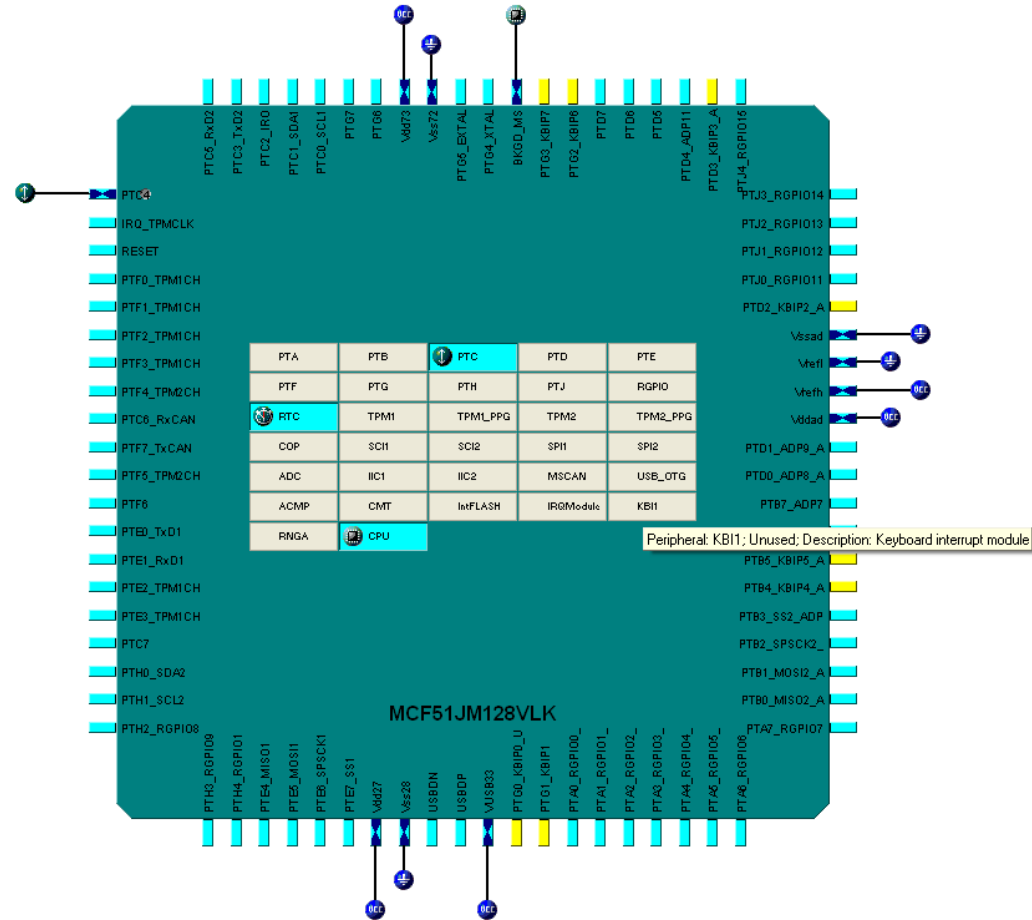 VCC
PTC5_RxD2
PTC3_TxD2
PTC2_IRO
PTC1_SDA1
PTC0_SCL1
PTG7
PTG6
Vdd73
Vss72
PTG5_EXTAL
PTG4_XTAL
BKGD_MS
PTG3_KBIP7
PTG2_KBIP6
PTD7
PTD6
PTD5
PTD4_ADP11
PTD3_KBIP3_A
PTJ4_RGPIO15
PTC4
IRQ_TPMCLK
RESET
PTF0_TPM1CH
PTF1_TPM1CH
PTF2_TPM1CH
PTF3_TPM1CH
PTF4_TPM2CH
PTC6_RxCAN
PTF7_TxCAN
PTF5_TPM2CH
PTF6
PTE0_TxD1
PTE1_RxD1
PTE2_TPM1CH
PTE3_TPM1CH
PTC7
PTH0_SDA2
PTH1_SCL2
PTH2_RGPIO8
PTA PTB PTC PTD PTE
PTF PTG PTH PTJ RGPIO
RTC TPM1 TPM1_PPG TPM2 TPM2_PPG
COP SCI1 SCI2 SPI1 SPI2
ADC IIC1 IIC2 MSCAN USB_OTG
ACMP CMT IntFLASH IRQModule KBI1
RNGA CPU
Peripheral: KBI1; Unused; Description: Keyboard interrupt module
PTJ3_RGPIO14
PTJ2_RGPIO13
PTJ1_RGPIO12
PTJ0_RGPIO11
PTD2_KBIP2_A
Vssad
Vrefl
Vrefh
VCC
Vddad
VCC
PTD1_ADP9_A
PTD0_ADP8_A
PTB7_ADP7
PTB5_KBIP5_A
PTB4_KBIP4_A
PTB3_SS2_ADP
PTB2_SPSCK2_
PTB1_MOSI2_A
PTB0_MISO2_A
PTA7_RGPIO7
MCF51JM128VLK
PTH3_RGPIO9
PTH4_RGPIO1
PTE4_MISO1
PTE5_MOSI1
PTE6_SPSCK1
PTE7_SS1
Vdd27
Vss28
USBDN
USBDP
VUSB33
PTG0_KBIP0_U
PTG1_KBIP1
PTA0_RGPIO0_
PTA1_RGPIO1_
PTA2_RGPIO2_
PTA3_RGPIO3_
PTA4_RGPIO4_
PTA5_RGPIO5_
PTA6_RGPIO6
VCC
VCC